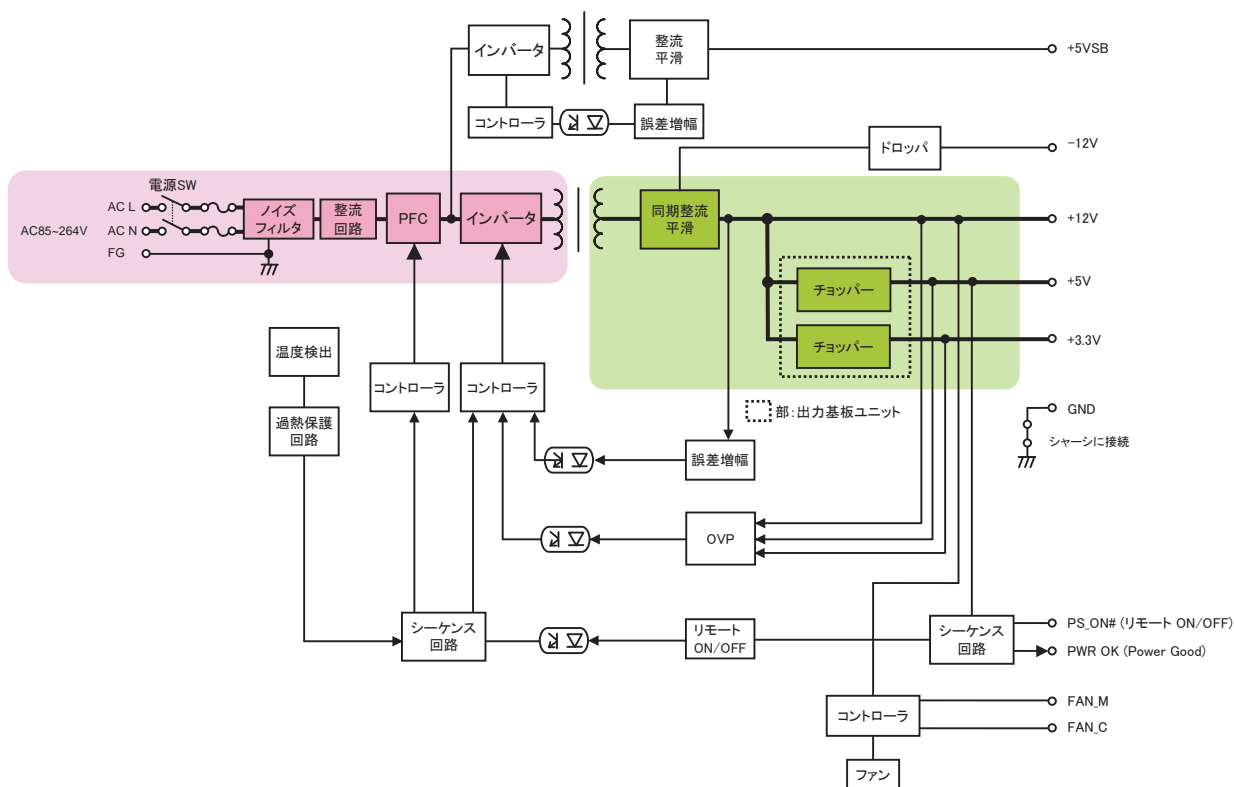 インバータ
整流
平滑
+5VSB
コントローラ
誤差増幅
ドロッパ
-12V
電源SW
AC L
AC N
FG
AC85~264V
ノイズ
フィルタ
整流
回路
PFC
インバータ
同期整流
平滑
+12V
チョッパー
+5V
チョッパー
+3.3V
温度検出
コントローラ
コントローラ
過熱保護
回路
部:出力基板ユニット
GND
シャーシに接続
誤差増幅
OVP
シーケンス
回路
リモート
ON/OFF
シーケンス
回路
PS_ON# (リモート ON/OFF)
PWR OK (Power Good)
コントローラ
FAN_M
FAN_C
ファン